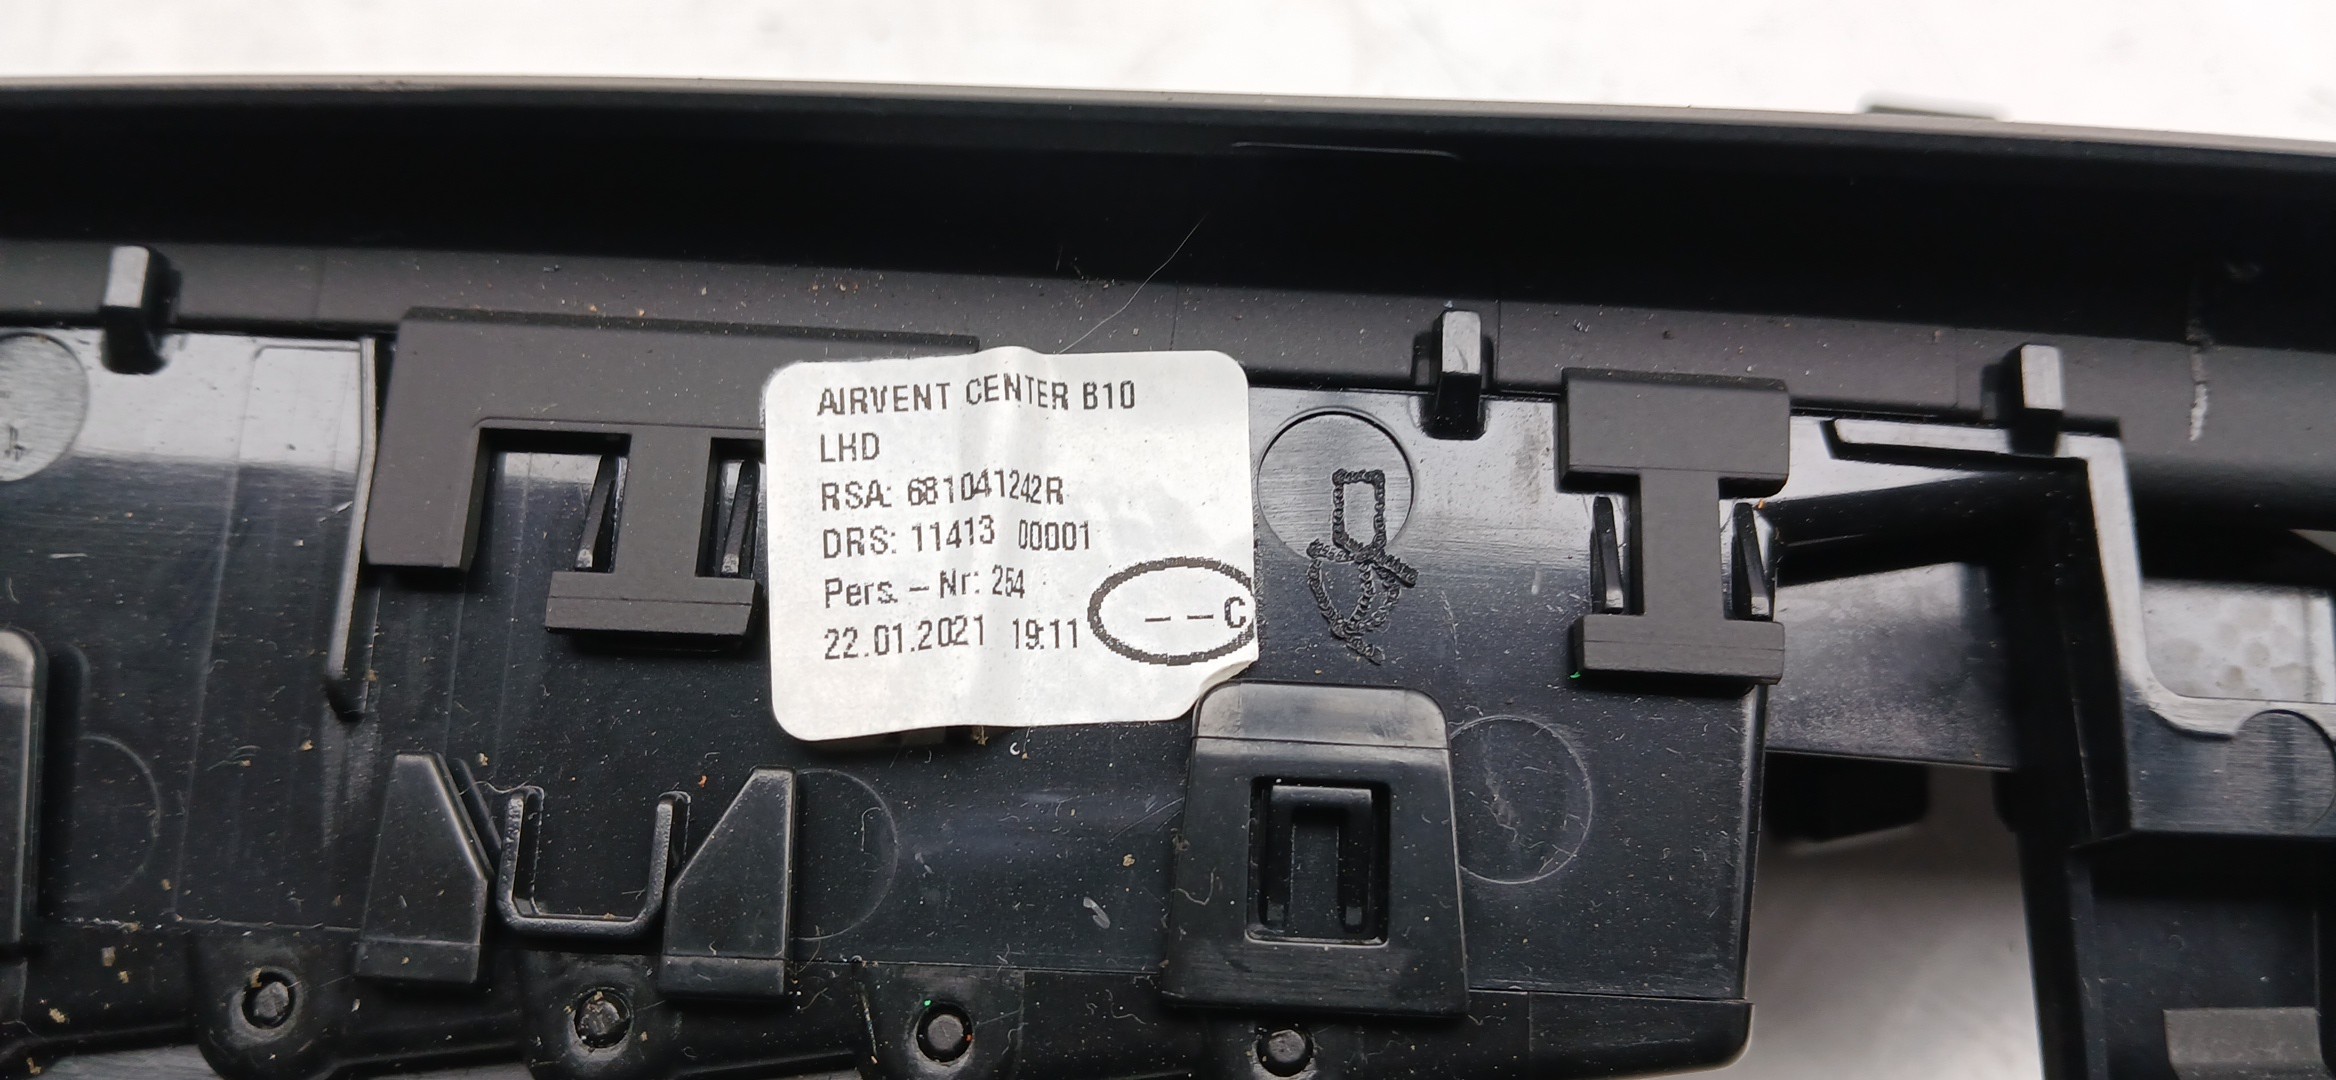 AIRVENT CENTER B10
LHD
RSA: 681041242R
DRS: 11413 00001
Pers. – Nr: 254
22.01.2021 19:11
– – C